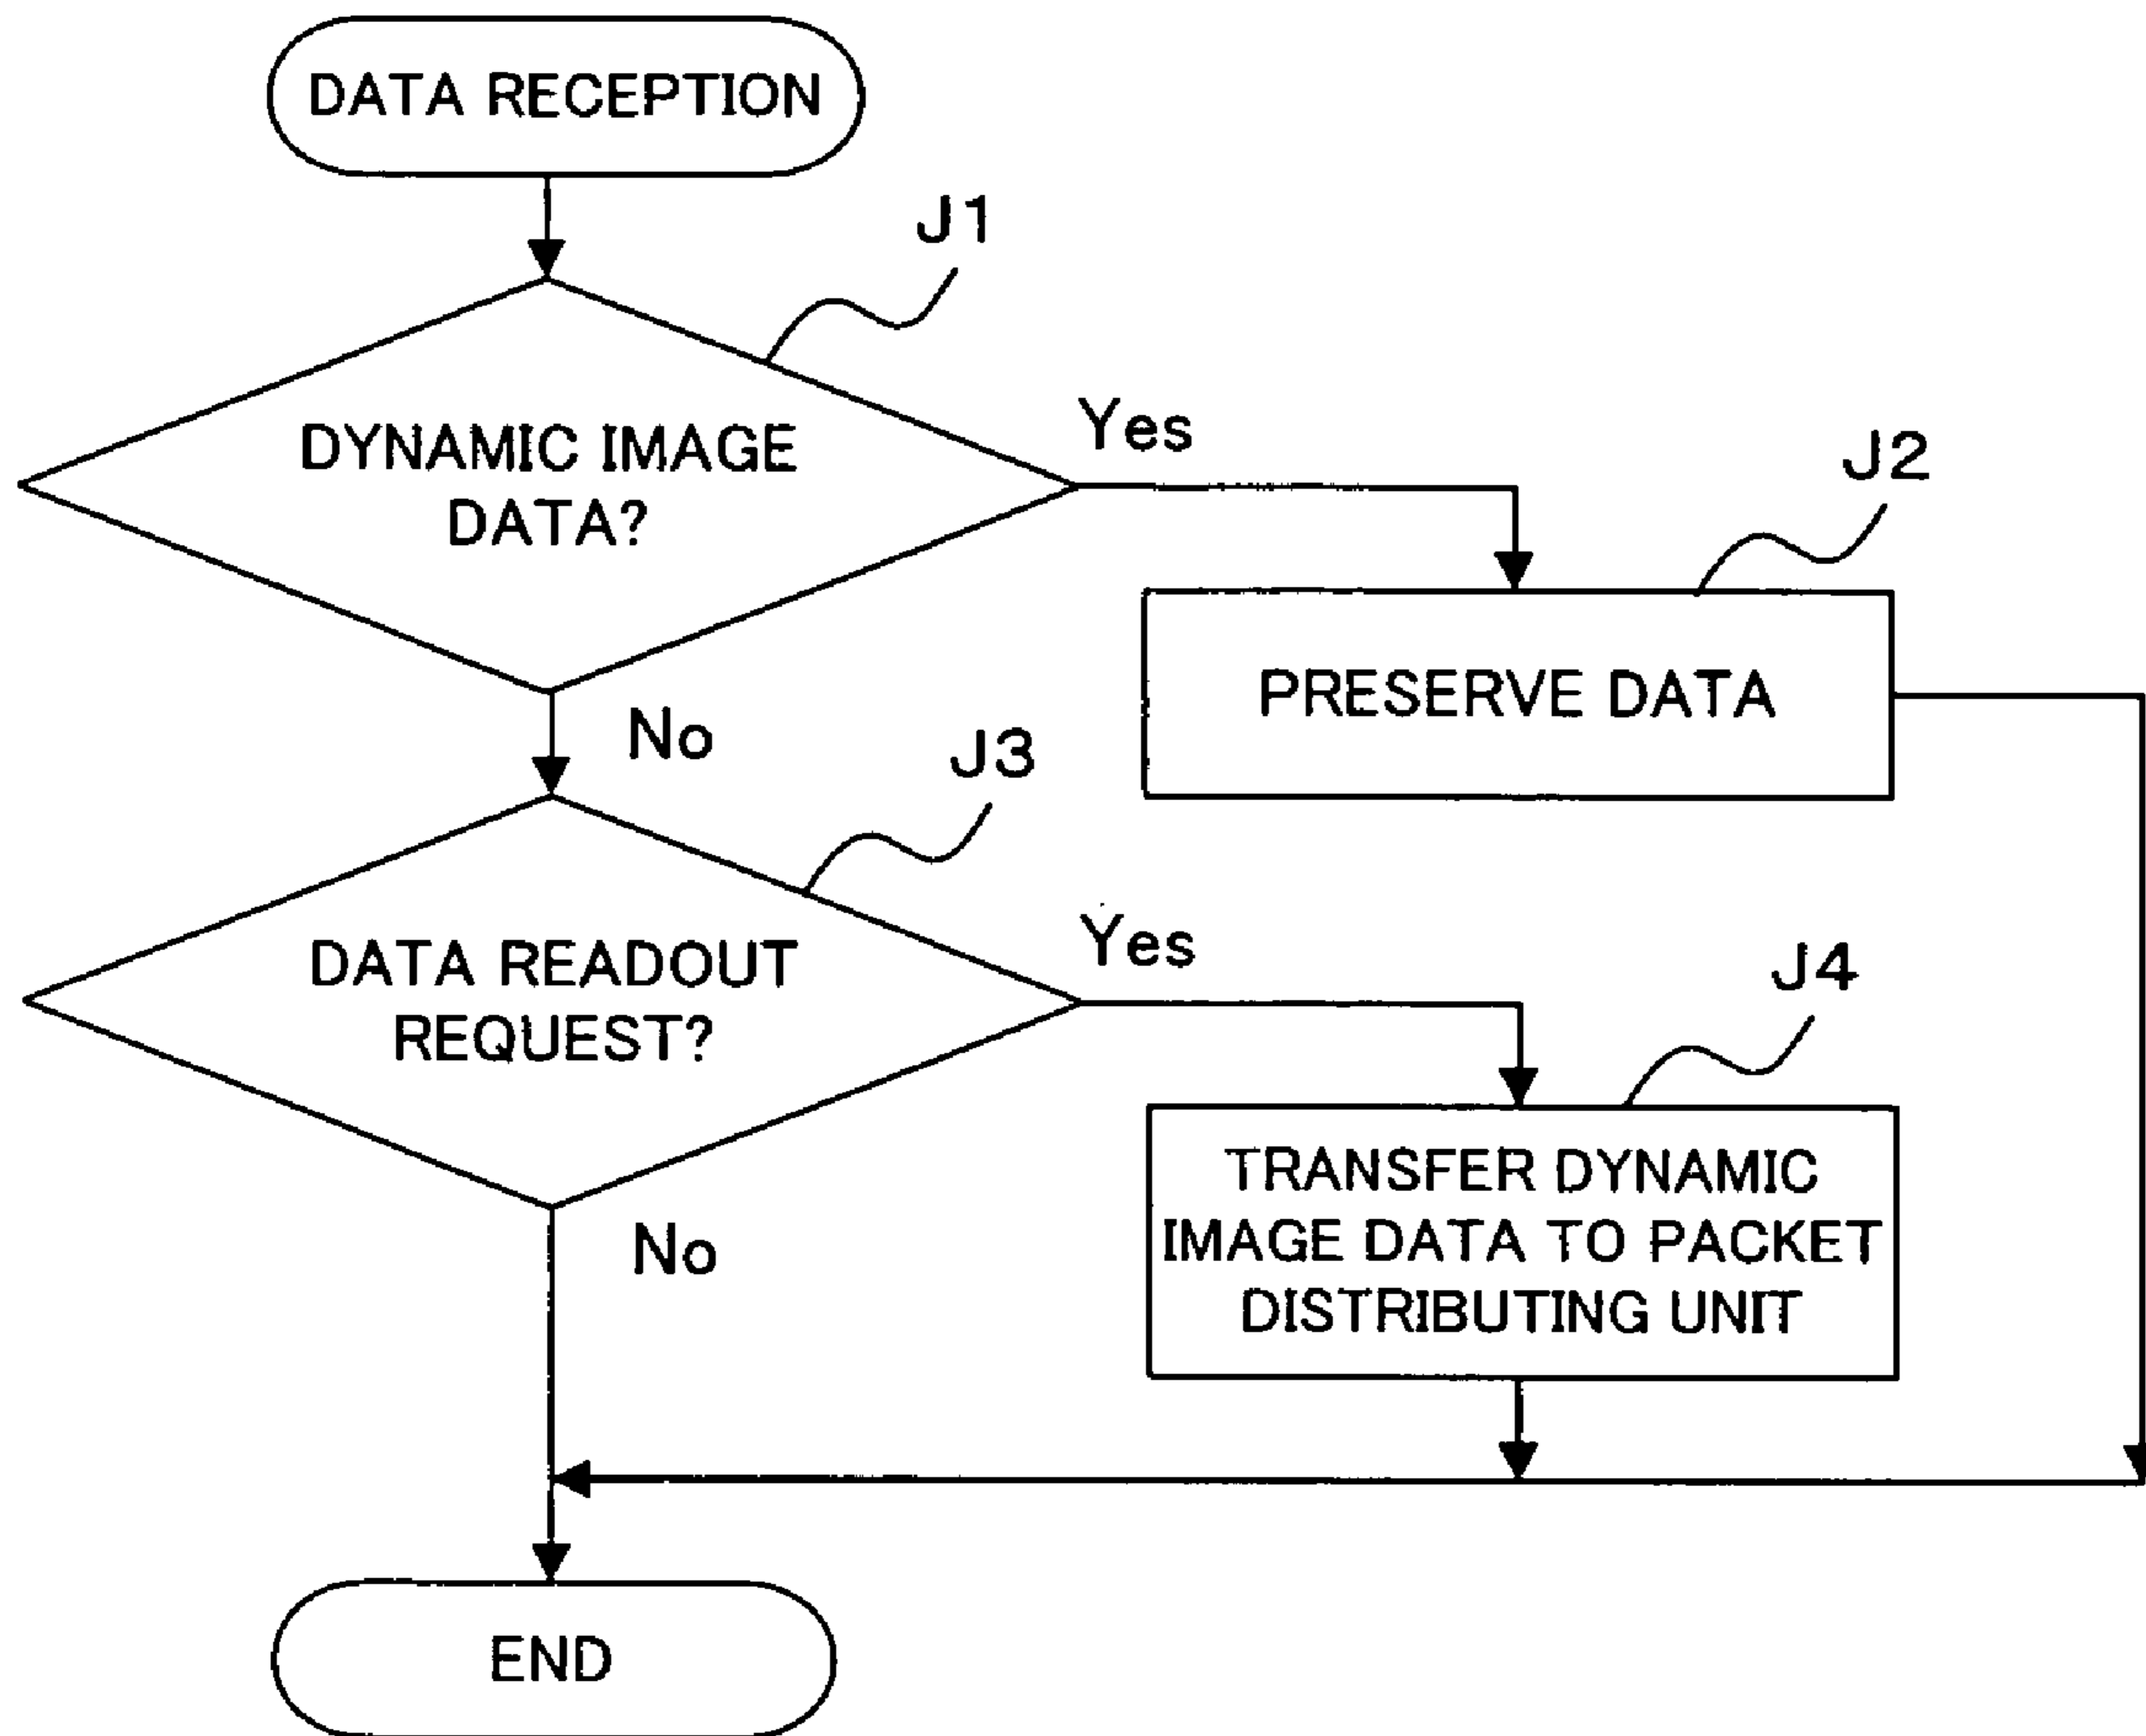 DATA RECEPTION
J1
DYNAMIC IMAGE
DATA?
Yes
J2
PRESERVE DATA
No
J3
DATA READOUT
REQUEST?
Yes
J4
TRANSFER DYNAMIC
IMAGE DATA TO PACKET
DISTRIBUTING UNIT
No
END